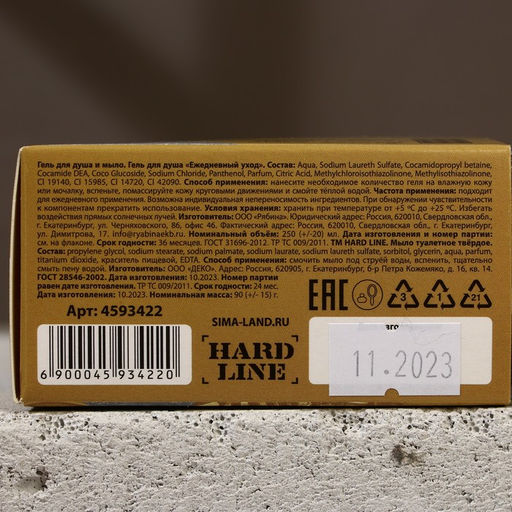 Гель для душа и мыло. Гель для душа «Ежедневный уход». Состав: Aqua, Sodium Laureth Sulfate, Cocamidopropyl betaine,
Cocamide DEA, Coco Glucoside, Sodium Chloride, Panthenol, Parfum, Citric Acid, Methylchloroisothiazolinone, Methylisothiazolinone,
CI 19140, CI 15985, CI 14720, CI 42090. Способ применения: нанесите необходимое количество геля на влажную кожу
или мочалку, вспеньте, помассируйте кожу круговыми движениями и смойте тёплой водой. Частота применения: подходит
для ежедневного применения. Возможна индивидуальная непереносимость ингредиентов. При обнаружении чувствительности
к компонентам прекратите использование. Условия хранения: хранить при температуре от +5 °C до +25 °C. Избегать
воздействия прямых солнечных лучей. Изготовитель: ООО «Рябина». Юридический адрес: Россия, 620010, Свердловская обл.,
г. Екатеринбург, ул. Черняховского, 86, офис 46. Фактический адрес: Россия, 620010, Свердловская обл., г. Екатеринбург,
ул. Димитрова, 17, info@ryabinaekb.ru. Номинальный объём: 250 (+/-20) мл. Дата изготовления и номер партии:
см. на флаконе. Срок годности: 36 месяцев. ГОСТ 31696-2012. ТР ТС 009/2011. ТМ HARD LINE. Мыло туалетное твёрдое.
Состав: propylene glycol, sodium stearate, sodium palmate, sodium laurate, sodium laureth sulfate, sorbitol, glycerin, aqua, parfum,
titanium dioxide, краситель пищевой, EDTA. Способ применения: смочить мыло под струёй воды, вспенить, тщательно
смыть пену водой. Изготовитель: ООО «ДЕКО». Адрес: Россия, 620905, г. Екатеринбург, б-р Петра Кожемяко, д. 16, кв. 14
ГОСТ 28546-2002. Дата изготовления: 10.2023. Номер партии
равен дате изготовления. ТР ТС 009/2011. Срок годности: 24 мес.
Дата изготовления: 10.2023. Номинальная масса: 90 (+/- 15) г.
EAC
3
1
21
Арт: 4593422
SIMA-LAND.RU
6 900045 934220
HARD
LINE
11.2023